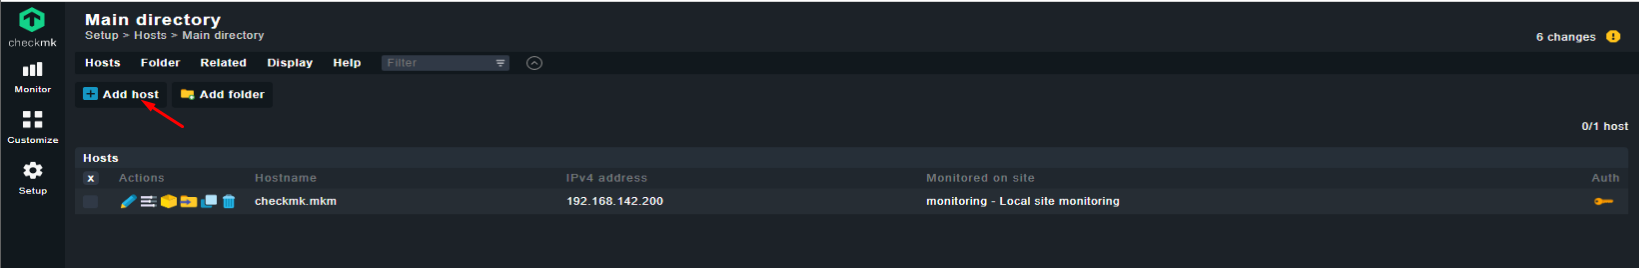 Main directory
Setup > Hosts > Main directory
6 changes
checkmk
Hosts Folder Related Display Help Filter
Monitor
Add host Add folder
Customize
0/1 host
Hosts
x Actions Hostname IPv4 address Monitored on site Auth
Setup
checkmk.mkm 192.168.142.200 monitoring - Local site monitoring